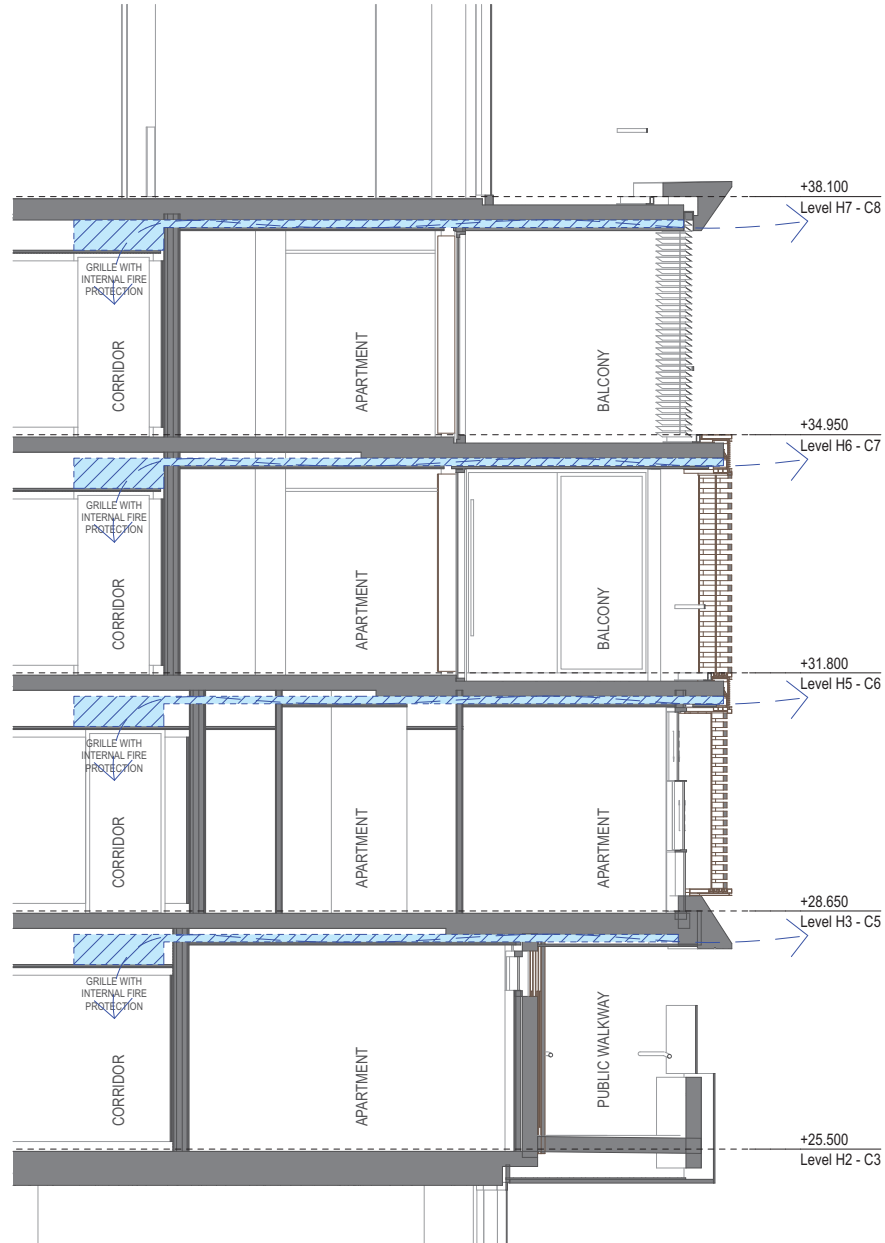 +38.100
Level H7 - C8
GRILLE WITH
INTERNAL FIRE
PROTECTION
CORRIDOR
APARTMENT
BALCONY
+34.950
Level H6 - C7
GRILLE WITH
INTERNAL FIRE
PROTECTION
CORRIDOR
APARTMENT
BALCONY
+31.800
Level H5 - C6
GRILLE WITH
INTERNAL FIRE
PROTECTION
CORRIDOR
APARTMENT
APARTMENT
+28.650
Level H3 - C5
GRILLE WITH
INTERNAL FIRE
PROTECTION
CORRIDOR
APARTMENT
PUBLIC WALKWAY
+25.500
Level H2 - C3